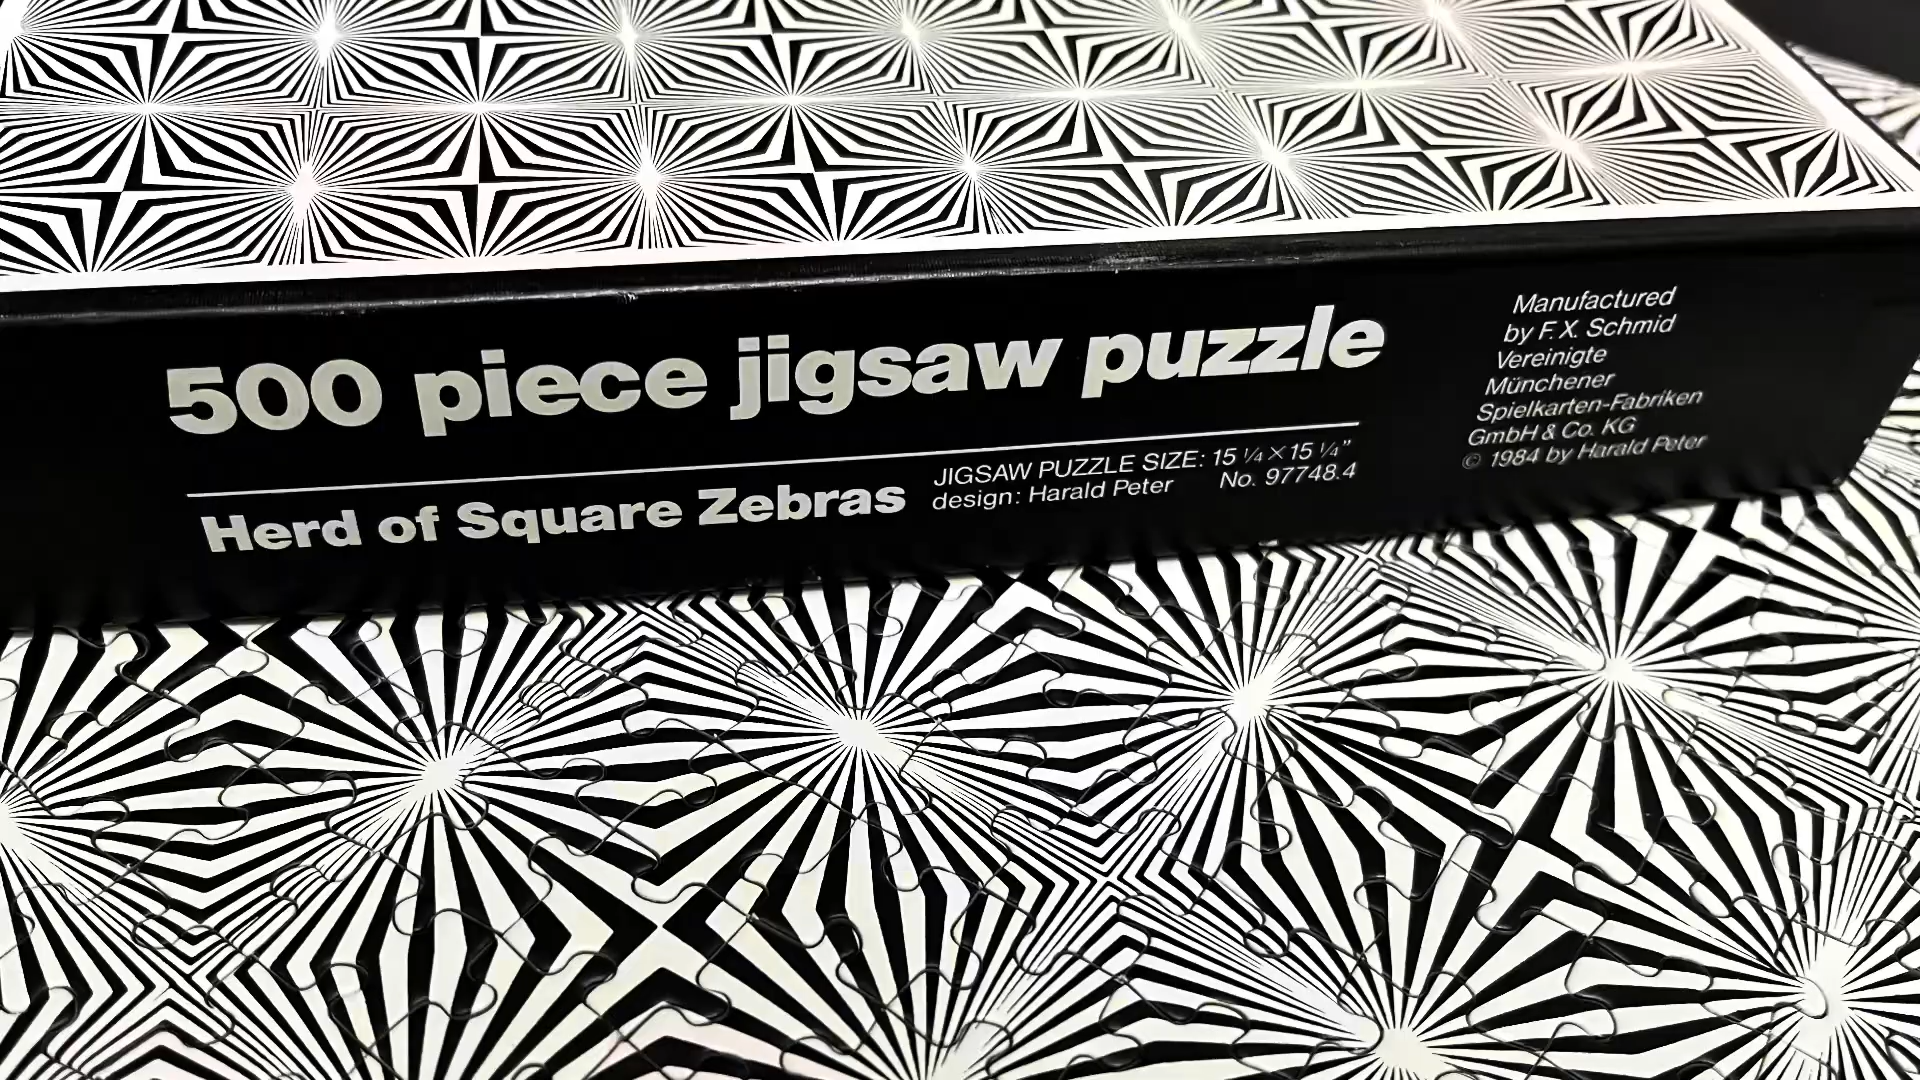 500 piece jigsaw puzzle
Herd of Square Zebras
JIGSAW PUZZLE SIZE: 15 ¼ × 15 ¼"
design: Harald Peter No. 97748.4
Manufactured
by F. X. Schmid
Vereinigte
Münchener
Spielkarten-Fabriken
GmbH & Co. KG
© 1984 by Harald Peter